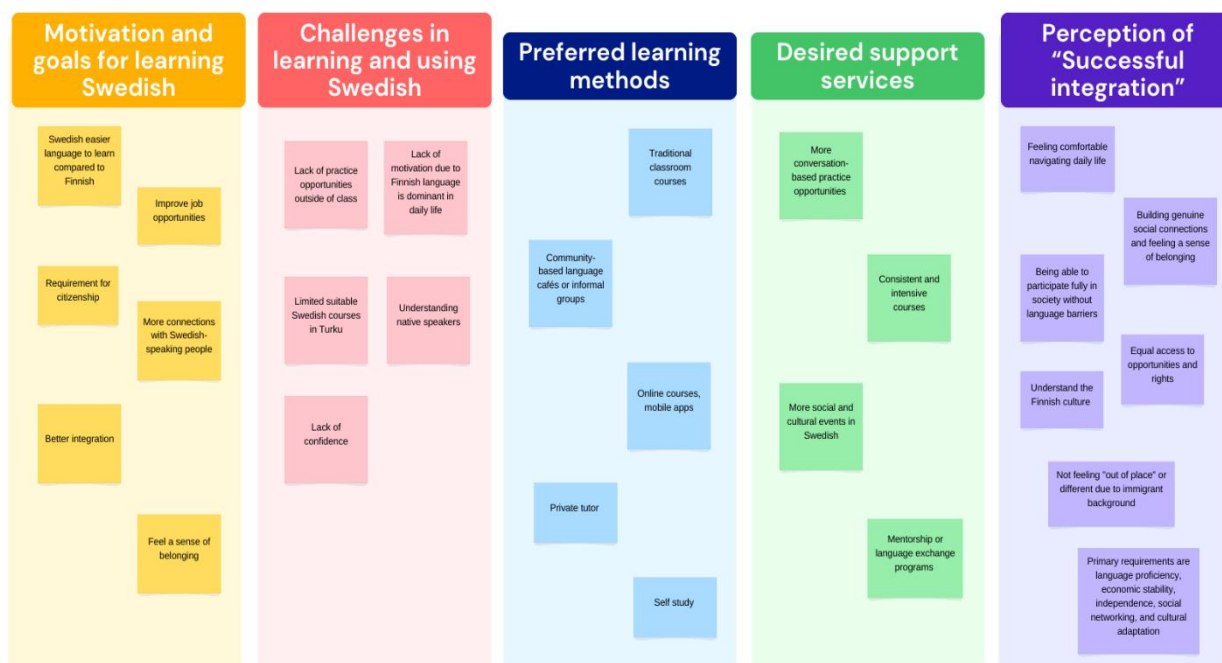 Motivation and
goals for learning
Swedish
Swedish easier
language to learn
compared to
Finnish
Improve job
opportunities
Requirement for
citizenship
More connections
with Swedish-
speaking people
Better integration
Feel a sense of
belonging
Challenges in
learning and using
Swedish
Lack of practice
opportunities
outside of class
Lack of
motivation due to
Finnish language
is dominant in
daily life
Limited suitable
Swedish courses
in Turku
Understanding
native speakers
Lack of
confidence
Preferred learning
methods
Traditional
classroom
courses
Community-
based language
cafés or informal
groups
Online courses,
mobile apps
Private tutor
Self study
Desired support
services
More
conversation-
based practice
opportunities
Consistent and
intensive
courses
More social and
cultural events in
Swedish
Mentorship or
language exchange
programs
Perception of
“Successful
integration”
Feeling comfortable
navigating daily life
Building genuine
social connections
and feeling a sense
of belonging
Being able to
participate fully in
society without
language barriers
Equal access to
opportunities and
rights
Understand the
Finnish culture
Not feeling "out of place" or
different due to immigrant
background
Primary requirements are
language proficiency,
economic stability,
independence, social
networking, and cultural
adaptation